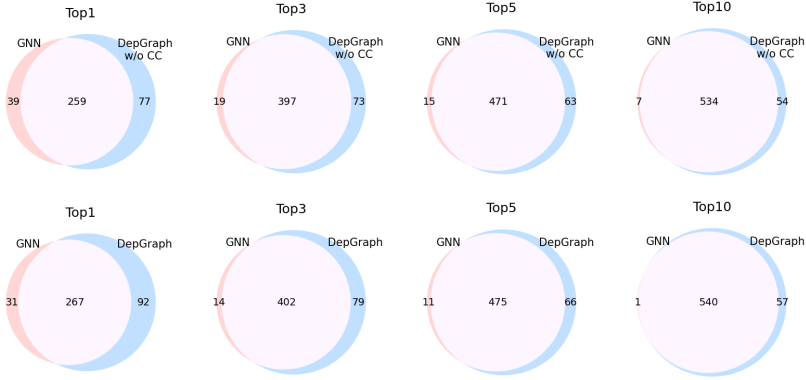 Top1
GNN
DepGraph
w/o CC
39
259
77
Top3
GNN
DepGraph
w/o CC
19
397
73
Top5
GNN
DepGraph
w/o CC
15
471
63
Top10
GNN
DepGraph
w/o CC
7
534
54
Top1
GNN
DepGraph
31
267
92
Top3
GNN
DepGraph
14
402
79
Top5
GNN
DepGraph
11
475
66
Top10
GNN
DepGraph
1
540
57